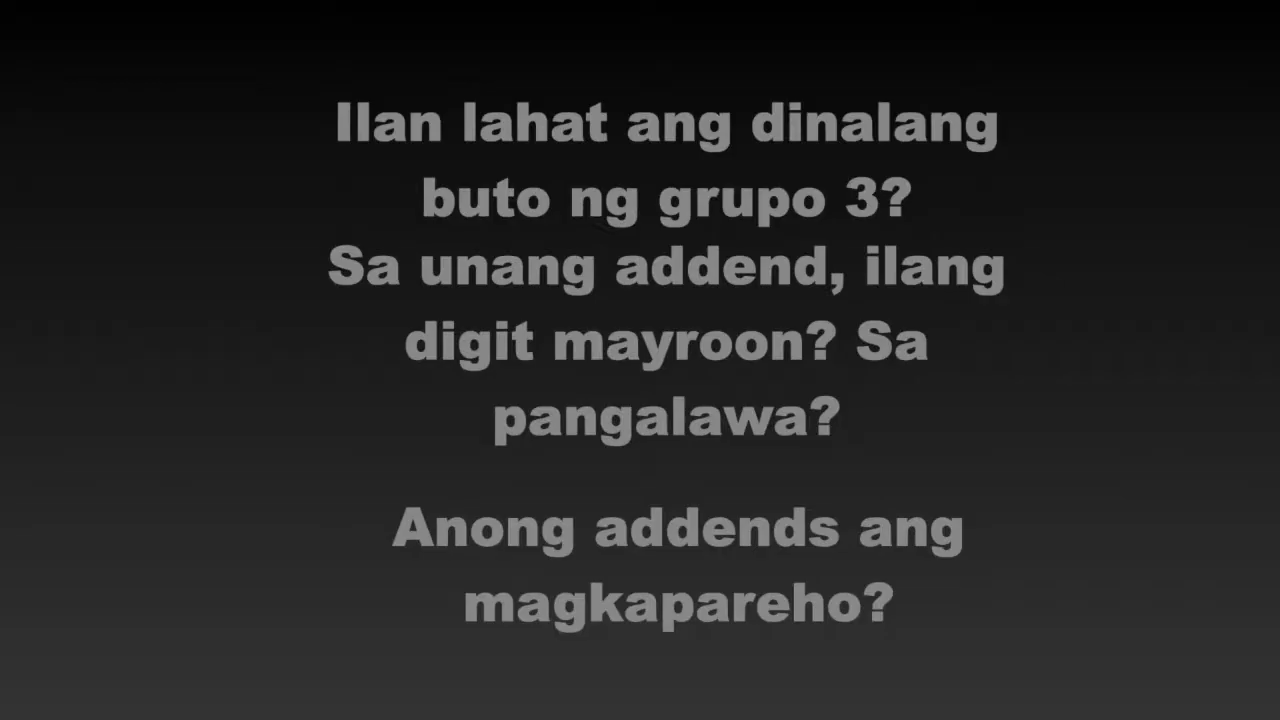 Ilan lahat ang dinalang
buto ng grupo 3?
Sa unang addend, ilang
digit mayroon? Sa
pangalawa?
Anong addends ang
magkapareho?